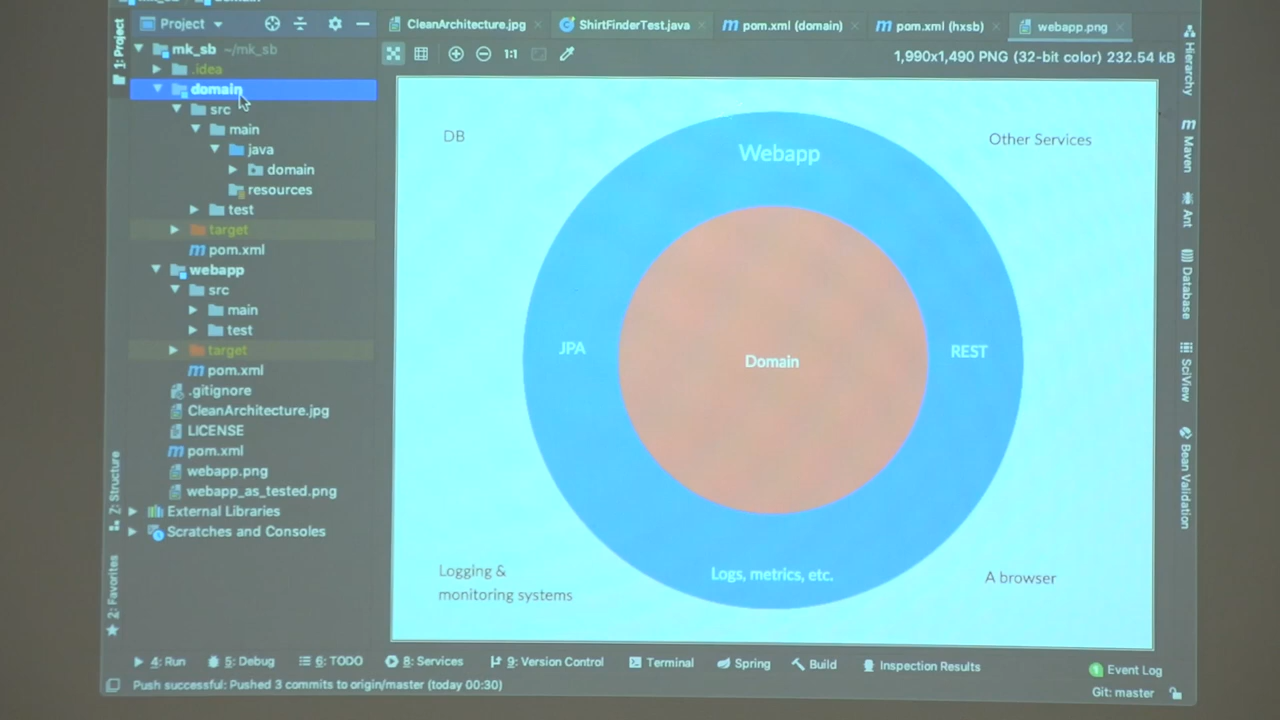 Project
CleanArchitecture.jpg
ShirtFinderTest.java
pom.xml (domain)
pom.xml (hxsb)
webapp.png
1:1
1,990x1,490 PNG (32-bit color) 232.54 kB
1: Project
mk_sb ~/mk_sb
.idea
domain
src
main
java
domain
resources
test
target
pom.xml
webapp
src
main
test
target
pom.xml
.gitignore
CleanArchitecture.jpg
LICENSE
pom.xml
webapp.png
webapp_as_tested.png
External Libraries
Scratches and Consoles
7: Structure
2: Favorites
DB
Webapp
Other Services
JPA
Domain
REST
Logs, metrics, etc.
Logging &
monitoring systems
A browser
Hierarchy
Maven
Ant
Database
SciView
Bean Validation
4: Run
5: Debug
6: TODO
8: Services
9: Version Control
Terminal
Spring
Build
Inspection Results
1 Event Log
Push successful: Pushed 3 commits to origin/master (today 00:30)
Git: master